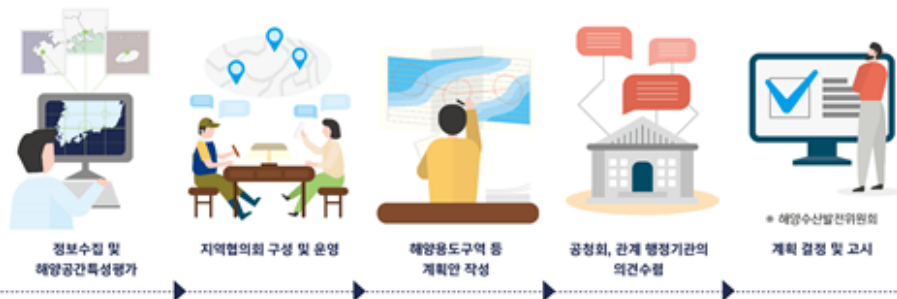 ※ 해양수산발전위원회
정보수집 및
해양공간특성평가
지역협의회 구성 및 운영
해양용도구역 등
계획안 작성
공청회, 관계 행정기관의
의견수렴
계획 결정 및 고시